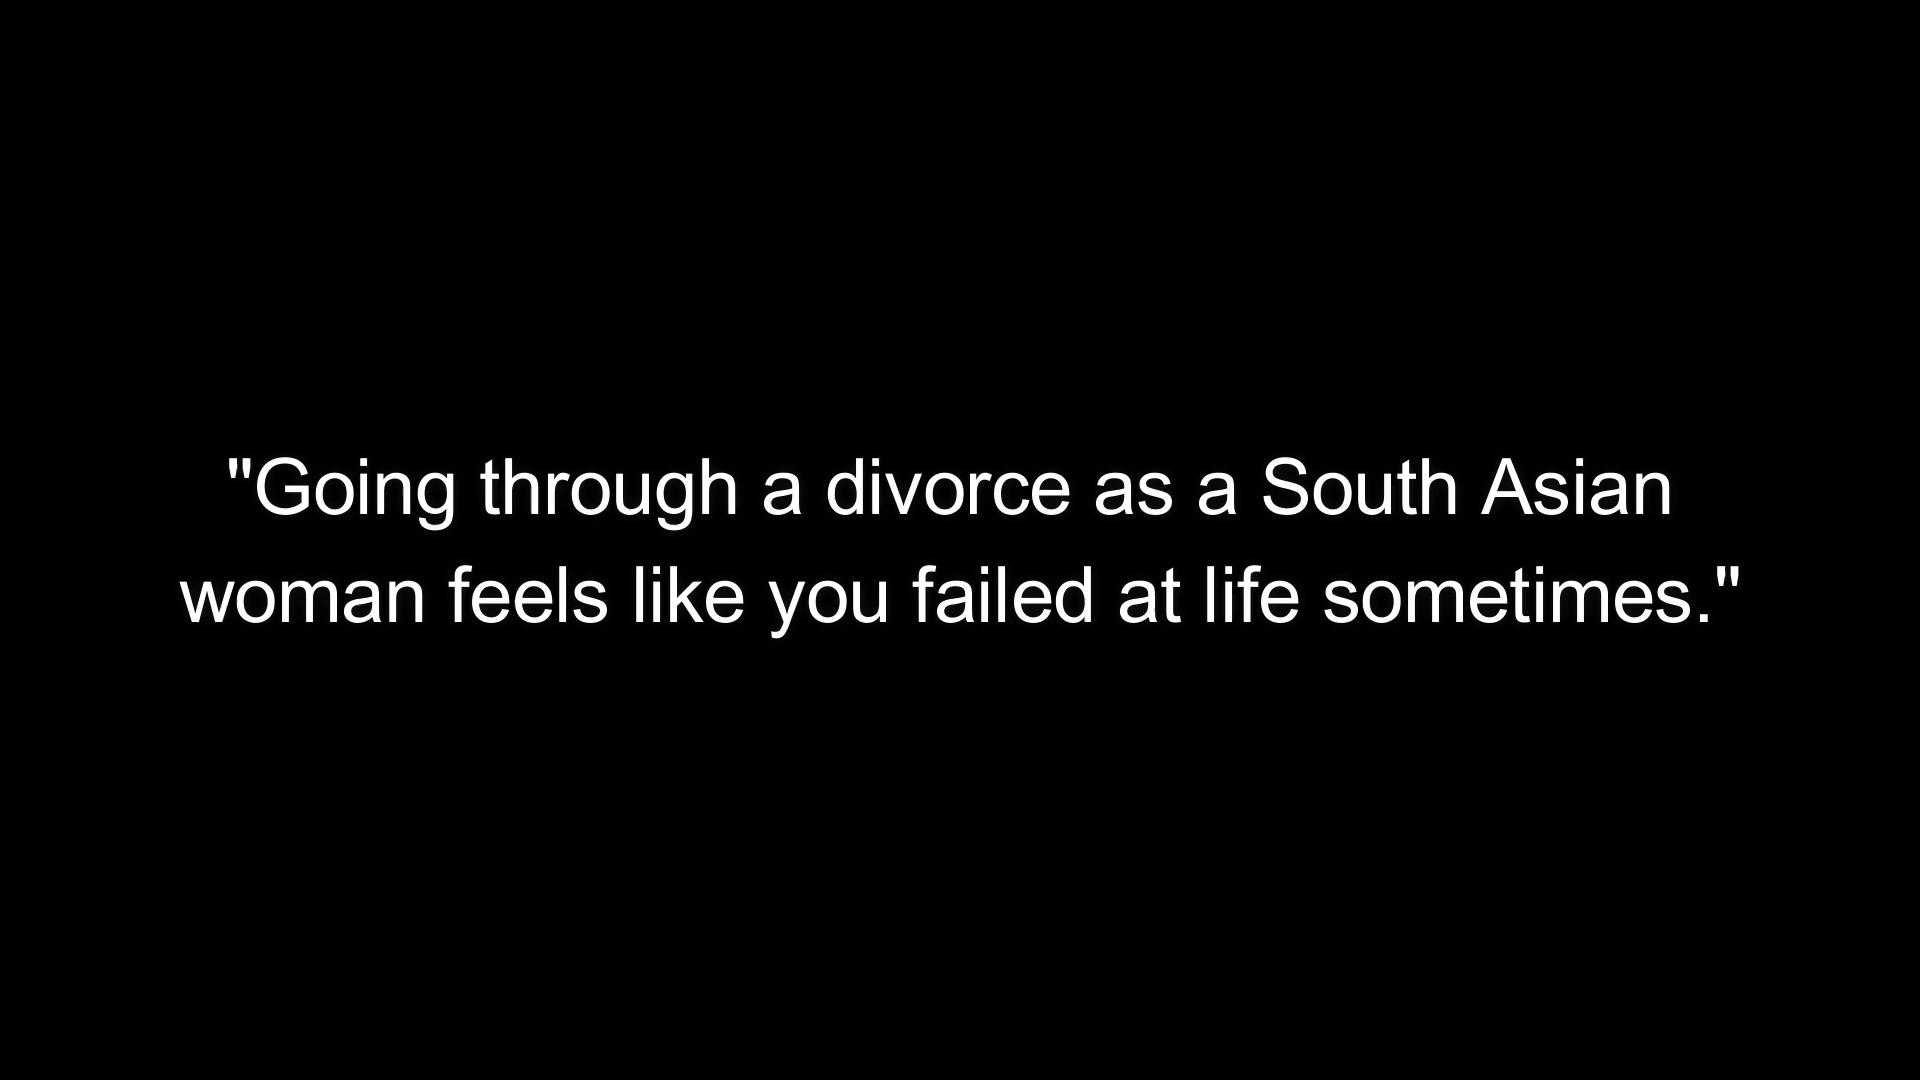 "Going through a divorce as a South Asian
woman feels like you failed at life sometimes."